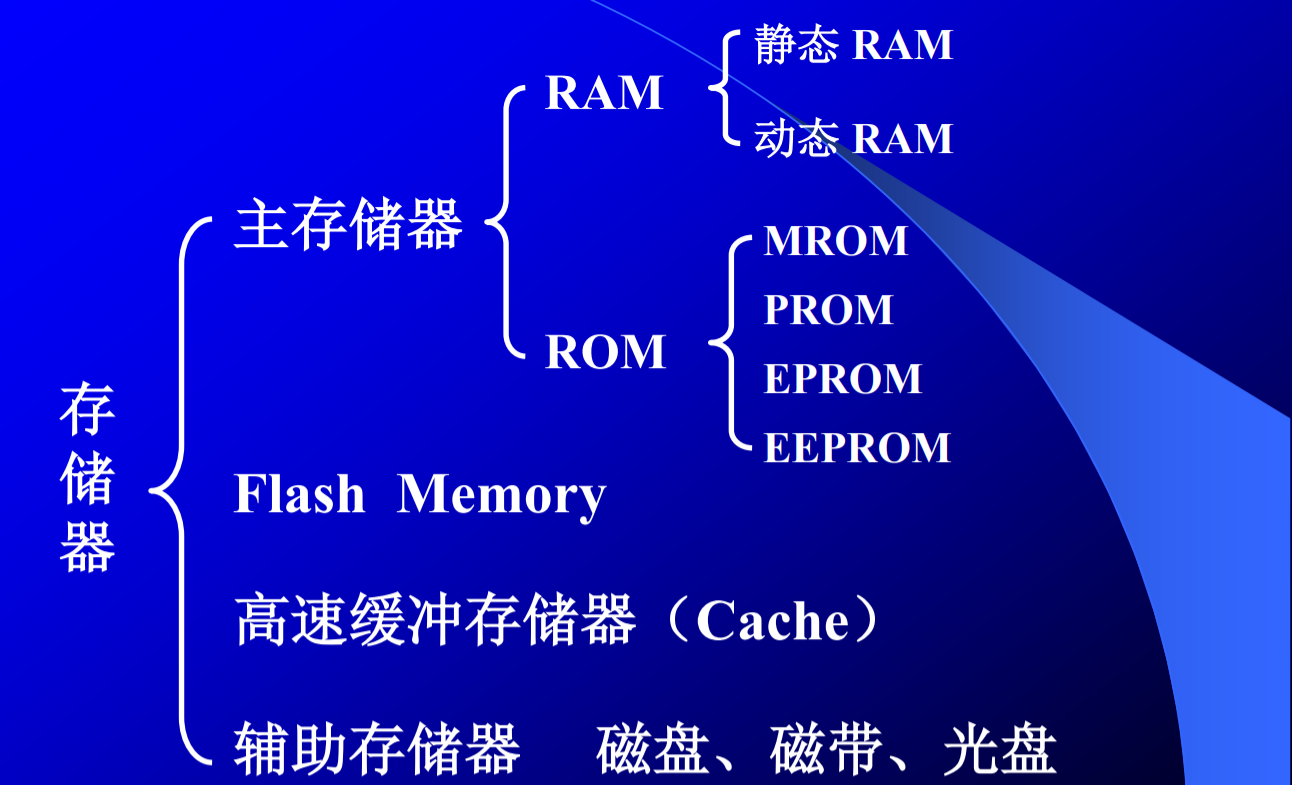 静态 RAM
RAM
动态 RAM
主存储器
MROM
PROM
ROM
EPROM
EEPROM
存储器
Flash Memory
高速缓冲存储器（Cache）
辅助存储器 磁盘、磁带、光盘